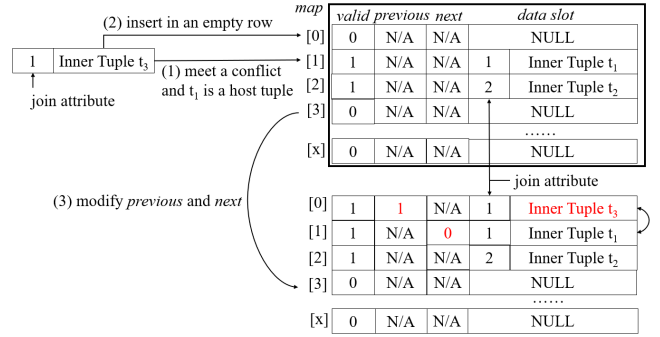 map valid previous next data slot
(2) insert in an empty row
[0] 0 N/A N/A NULL
1 Inner Tuple t3
[1] 1 N/A N/A 1 Inner Tuple t1
(1) meet a conflict
and t1 is a host tuple
[2] 1 N/A N/A 2 Inner Tuple t2
join attribute
[3] 0 N/A N/A NULL
......
[x] 0 N/A N/A NULL
join attribute
(3) modify previous and next
[0] 1 1 N/A 1 Inner Tuple t3
[1] 1 N/A 0 1 Inner Tuple t1
[2] 1 N/A N/A 2 Inner Tuple t2
[3] 0 N/A N/A NULL
......
[x] 0 N/A N/A NULL